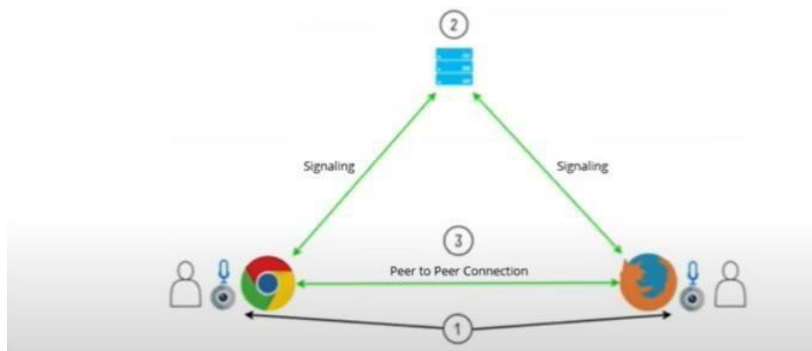 2
Signaling
Signaling
3
Peer to Peer Connection
1